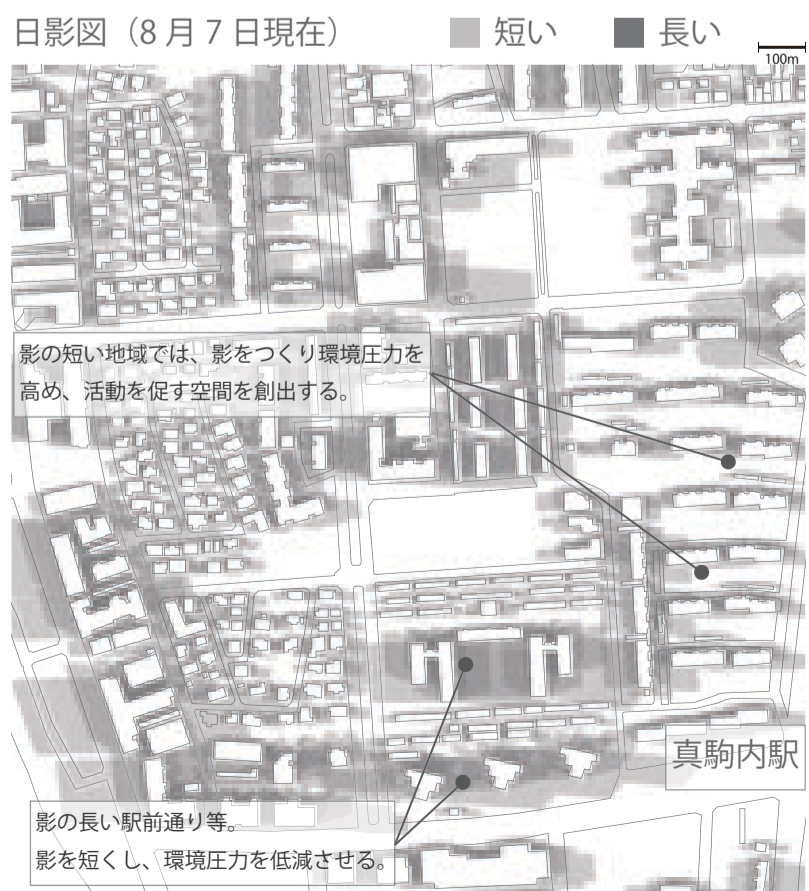 日影図（8 月 7 日現在）
短い
長い
100m
影の短い地域では、影をつくり環境圧力を
高め、活動を促す空間を創出する。
真駒内駅
影の長い駅前通り等。
影を短くし、環境圧力を低減させる。